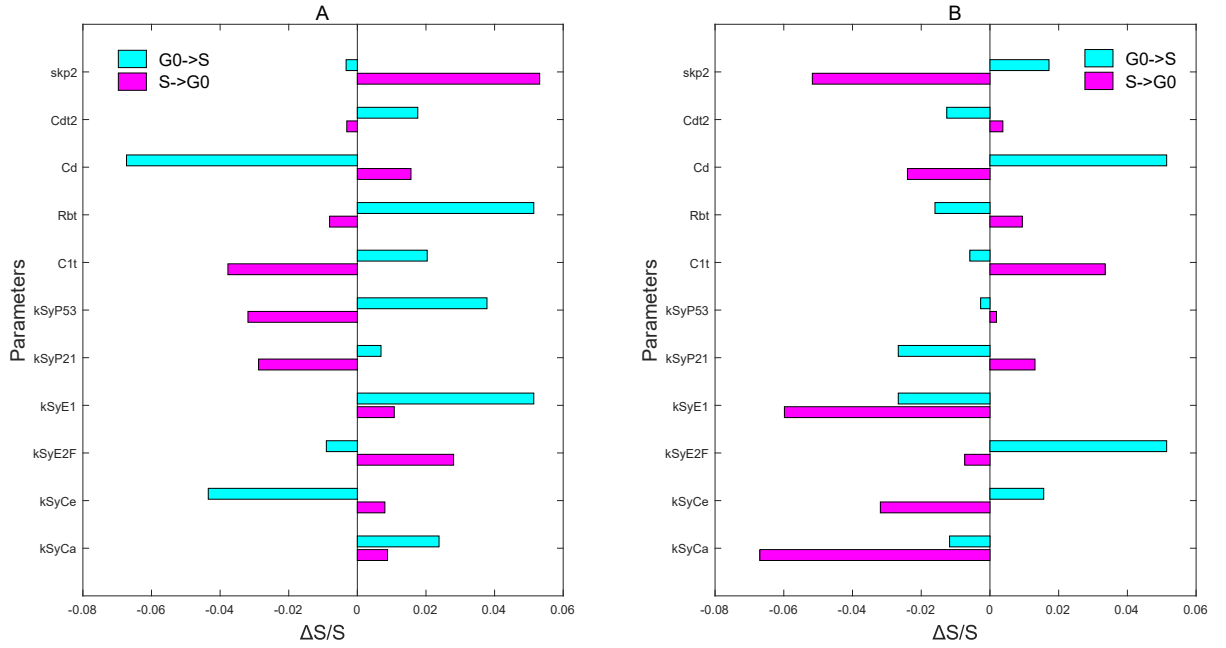 A
G0->S
S->G0
skp2
Cdt2
Cd
Rbt
C1t
kSyP53
kSyP21
kSyE1
kSyE2F
kSyCe
kSyCa
Parameters
-0.08 -0.06 -0.04 -0.02 0 0.02 0.04 0.06
ΔS/S
B
G0->S
S->G0
skp2
Cdt2
Cd
Rbt
C1t
kSyP53
kSyP21
kSyE1
kSyE2F
kSyCe
kSyCa
Parameters
-0.08 -0.06 -0.04 -0.02 0 0.02 0.04 0.06
ΔS/S